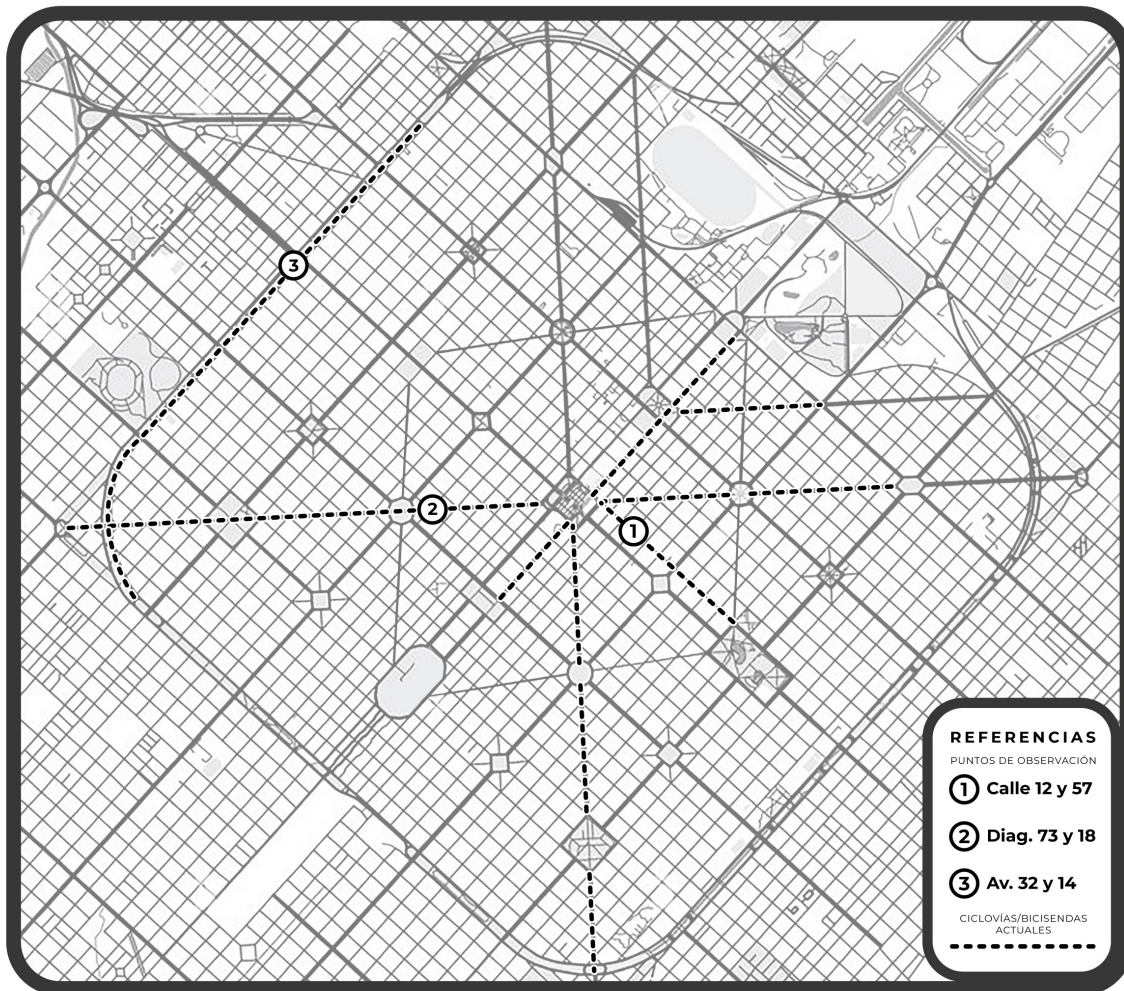 3
2
1
REFERENCIAS
PUNTOS DE OBSERVACIÓN
1 Calle 12 y 57
2 Diag. 73 y 18
3 Av. 32 y 14
CICLOVÍAS/BICISENDAS
ACTUALES